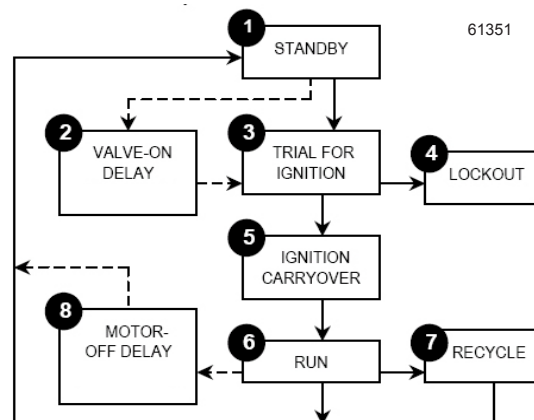 61351
1
STANDBY
2
VALVE-ON
DELAY
3
TRIAL FOR
IGNITION
4
LOCKOUT
5
IGNITION
CARRYOVER
8
MOTOR-
OFF DELAY
6
RUN
7
RECYCLE